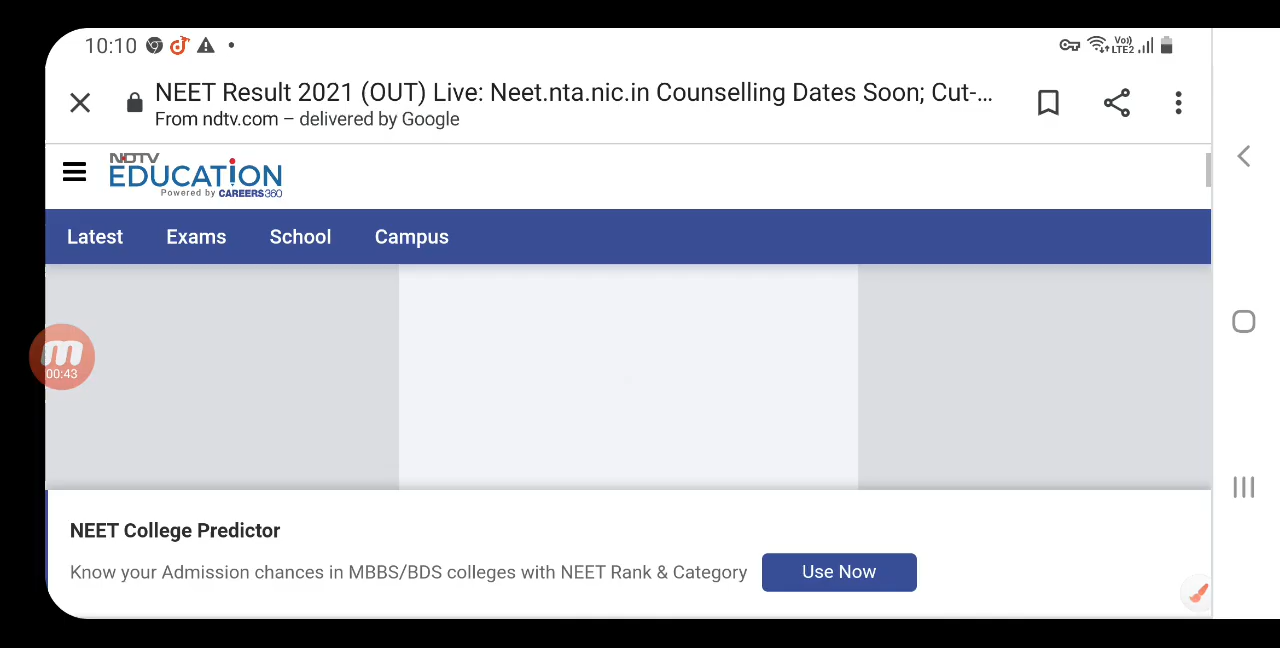 10:10
Vo))
LTE2
NEET Result 2021 (OUT) Live: Neet.nta.nic.in Counselling Dates Soon; Cut-...
From ndtv.com – delivered by Google
NDTV
EDUCATION
Powered by CAREERS360
Latest Exams School Campus
m
00:43
NEET College Predictor
Know your Admission chances in MBBS/BDS colleges with NEET Rank & Category
Use Now